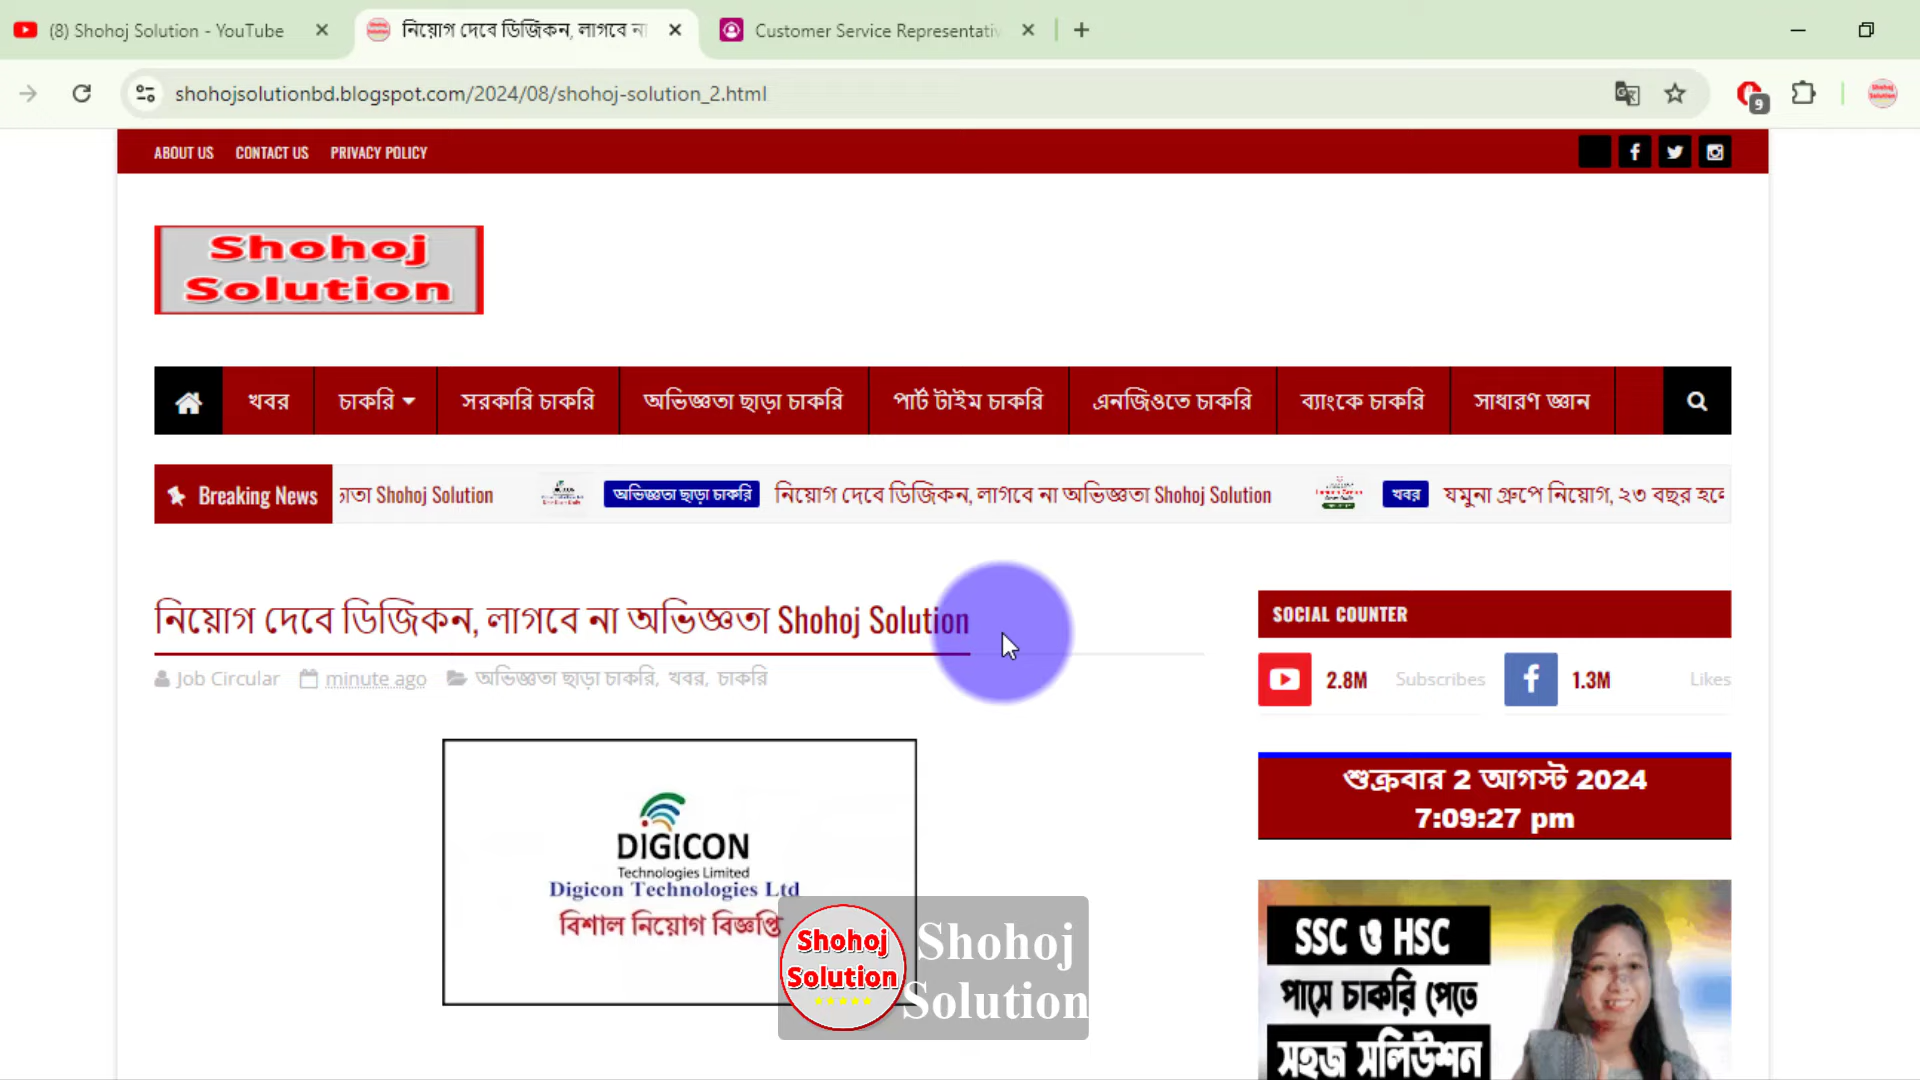 (8) Shohoj Solution - YouTube
নিয়োগ দেবে ডিজিকন, লাগবে না
Customer Service Representativ
shohojsolutionbd.blogspot.com/2024/08/shohoj-solution_2.html
9
ABOUT US CONTACT US PRIVACY POLICY
Shohoj
Solution
খবর চাকরি সরকারি চাকরি অভিজ্ঞতা ছাড়া চাকরি পার্ট টাইম চাকরি এনজিওতে চাকরি ব্যাংকে চাকরি সাধারণ জ্ঞান
Breaking News Shohoj Solution অভিজ্ঞতা ছাড়া চাকরি নিয়োগ দেবে ডিজিকন, লাগবে না অভিজ্ঞতা Shohoj Solution খবর যমুনা গ্রুপে নিয়োগ, ২৩ বছর হলে
নিয়োগ দেবে ডিজিকন, লাগবে না অভিজ্ঞতা Shohoj Solution
Job Circular minute ago অভিজ্ঞতা ছাড়া চাকরি, খবর, চাকরি
DIGICON
Technologies Limited
Digicon Technologies Ltd
বিশাল নিয়োগ বিজ্ঞপ্তি
Shohoj
Solution
Shohoj
Solution
SOCIAL COUNTER
2.8M Subscribes 1.3M Likes
শুক্রবার 2 আগস্ট 2024
7:09:27 pm
SSC ও HSC
পাসে চাকরি পেতে
সহজ সলিউশন